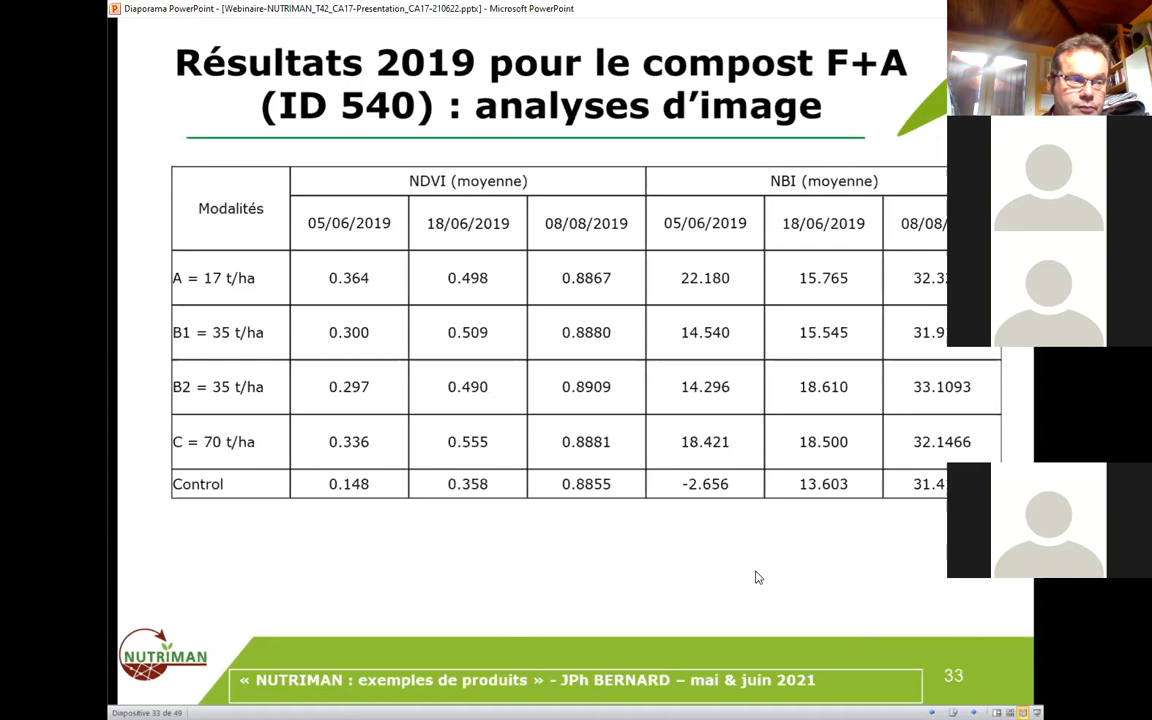 Diaporama PowerPoint - [Webinaire-NUTRIMAN_T42_CA17-Presentation_CA17-210622.pptx] - Microsoft PowerPoint
Résultats 2019 pour le compost F+A
(ID 540) : analyses d’image
Modalités NDVI (moyenne) NBI (moyenne)
05/06/2019 18/06/2019 08/08/2019 05/06/2019 18/06/2019 08/08/
A = 17 t/ha 0.364 0.498 0.8867 22.180 15.765
B1 = 35 t/ha 0.300 0.509 0.8880 14.540 15.545
B2 = 35 t/ha 0.297 0.490 0.8909 14.296 18.610 33.1093
C = 70 t/ha 0.336 0.555 0.8881 18.421 18.500 32.1466
Control 0.148 0.358 0.8855 -2.656 13.603
NUTRIMAN
« NUTRIMAN : exemples de produits » - JPh BERNARD – mai & juin 2021
33
Diapositive 33 de 49